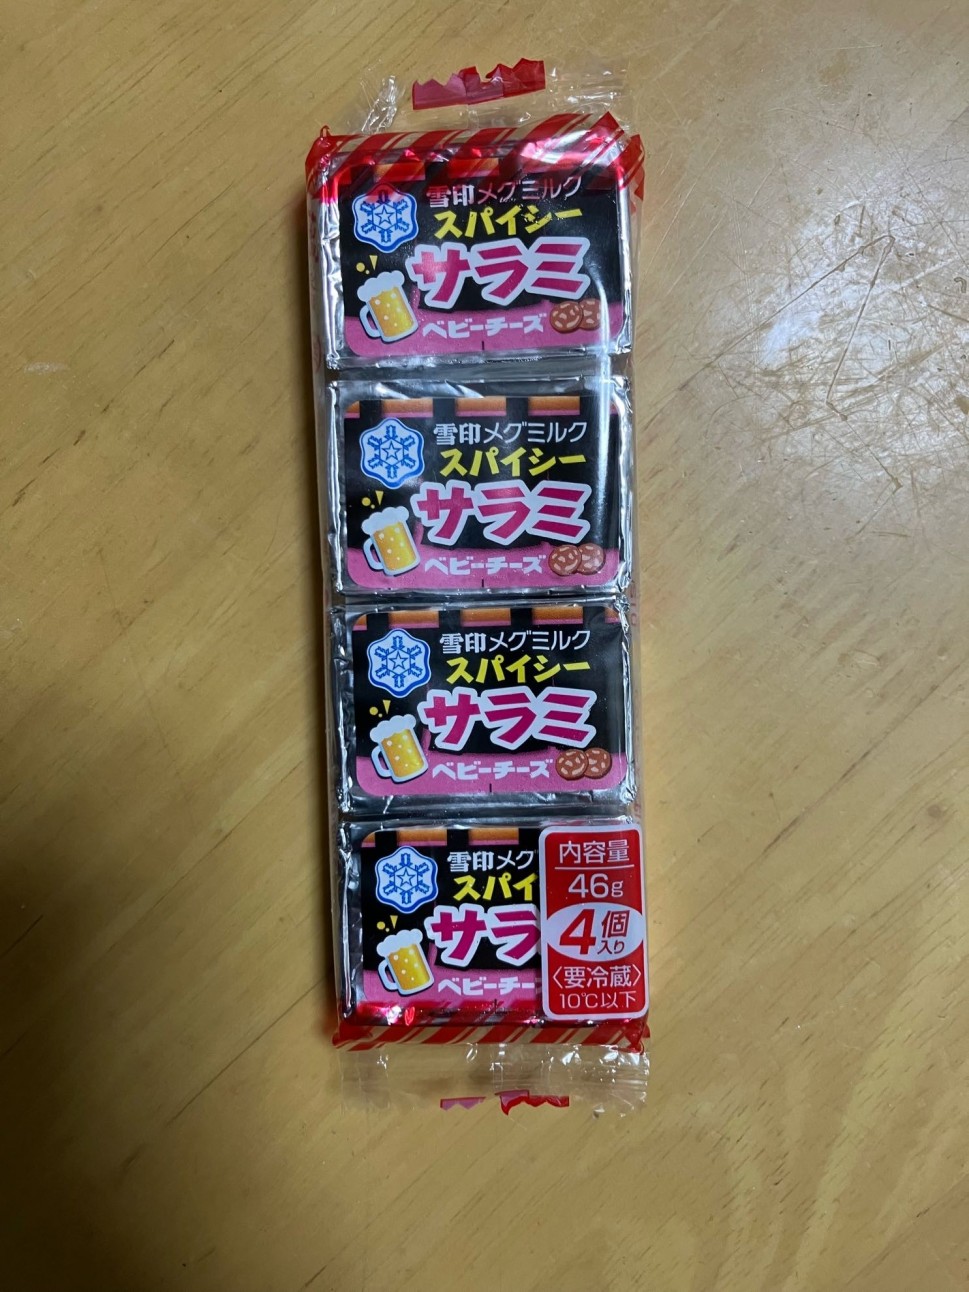 雪印メグミルク
スパイシー
サラミ
ベビーチーズ
雪印メグミルク
スパイシー
サラミ
ベビーチーズ
雪印メグミルク
スパイシー
サラミ
ベビーチーズ
雪印メグ
スパイ
サラ
ベビーチー
内容量
46g
4個
入り
〈要冷蔵〉
10℃以下